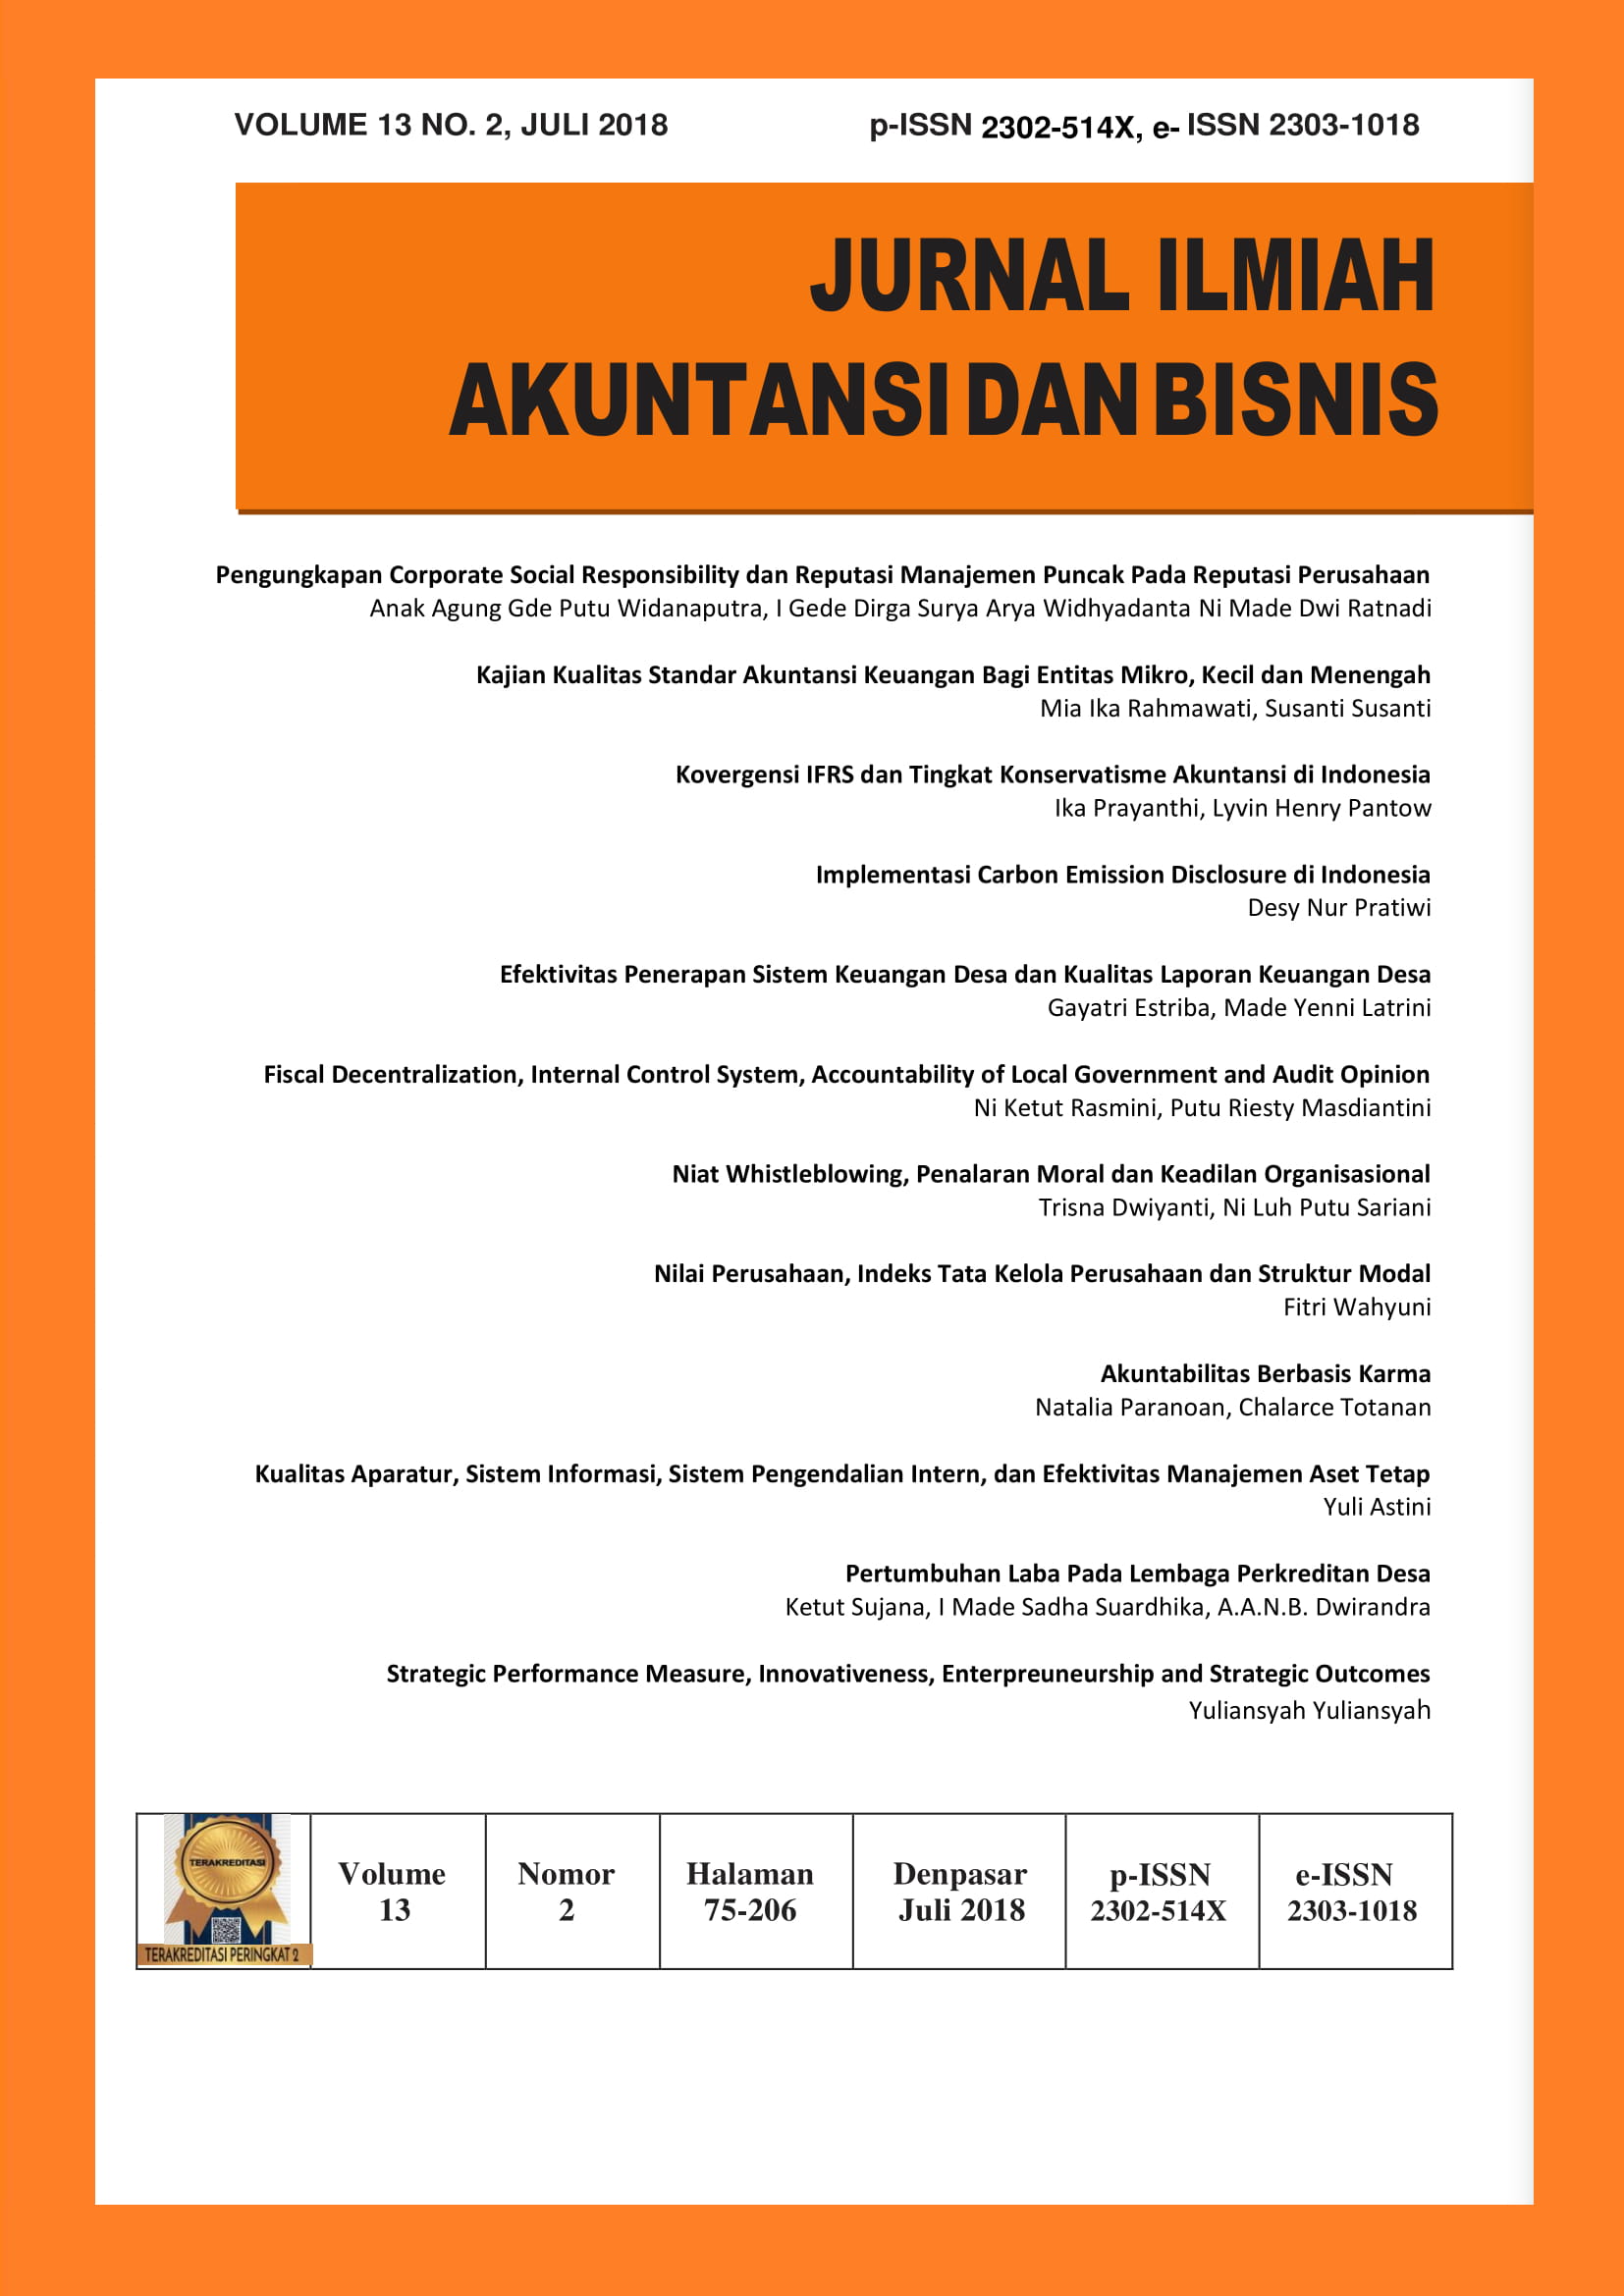 VOLUME 13 NO. 2, JULI 2018 p-ISSN 2302-514X, e- ISSN 2303-1018
JURNAL ILMIAH
AKUNTANSI DAN BISNIS
Pengungkapan Corporate Social Responsibility dan Reputasi Manajemen Puncak Pada Reputasi Perusahaan
Anak Agung Gde Putu Widanaputra, I Gede Dirga Surya Arya Widhyadanta Ni Made Dwi Ratnadi
Kajian Kualitas Standar Akuntansi Keuangan Bagi Entitas Mikro, Kecil dan Menengah
Mia Ika Rahmawati, Susanti Susanti
Kovergensi IFRS dan Tingkat Konservatisme Akuntansi di Indonesia
Ika Prayanthi, Lyvin Henry Pantow
Implementasi Carbon Emission Disclosure di Indonesia
Desy Nur Pratiwi
Efektivitas Penerapan Sistem Keuangan Desa dan Kualitas Laporan Keuangan Desa
Gayatri Estriba, Made Yenni Latrini
Fiscal Decentralization, Internal Control System, Accountability of Local Government and Audit Opinion
Ni Ketut Rasmini, Putu Riesty Masdiantini
Niat Whistleblowing, Penalaran Moral dan Keadilan Organisasional
Trisna Dwiyanti, Ni Luh Putu Sariani
Nilai Perusahaan, Indeks Tata Kelola Perusahaan dan Struktur Modal
Fitri Wahyuni
Akuntabilitas Berbasis Karma
Natalia Paranoan, Chalarce Totanan
Kualitas Aparatur, Sistem Informasi, Sistem Pengendalian Intern, dan Efektivitas Manajemen Aset Tetap
Yuli Astini
Pertumbuhan Laba Pada Lembaga Perkreditan Desa
Ketut Sujana, I Made Sadha Suardhika, A.A.N.B. Dwirandra
Strategic Performance Measure, Innovativeness, Enterpreuneurship and Strategic Outcomes
Yuliansyah Yuliansyah
TERAKREDITASI
TERAKREDITASI PERINGKAT 2
Volume
13
Nomor
2
Halaman
75-206
Denpasar
Juli 2018
p-ISSN
2302-514X
e-ISSN
2303-1018